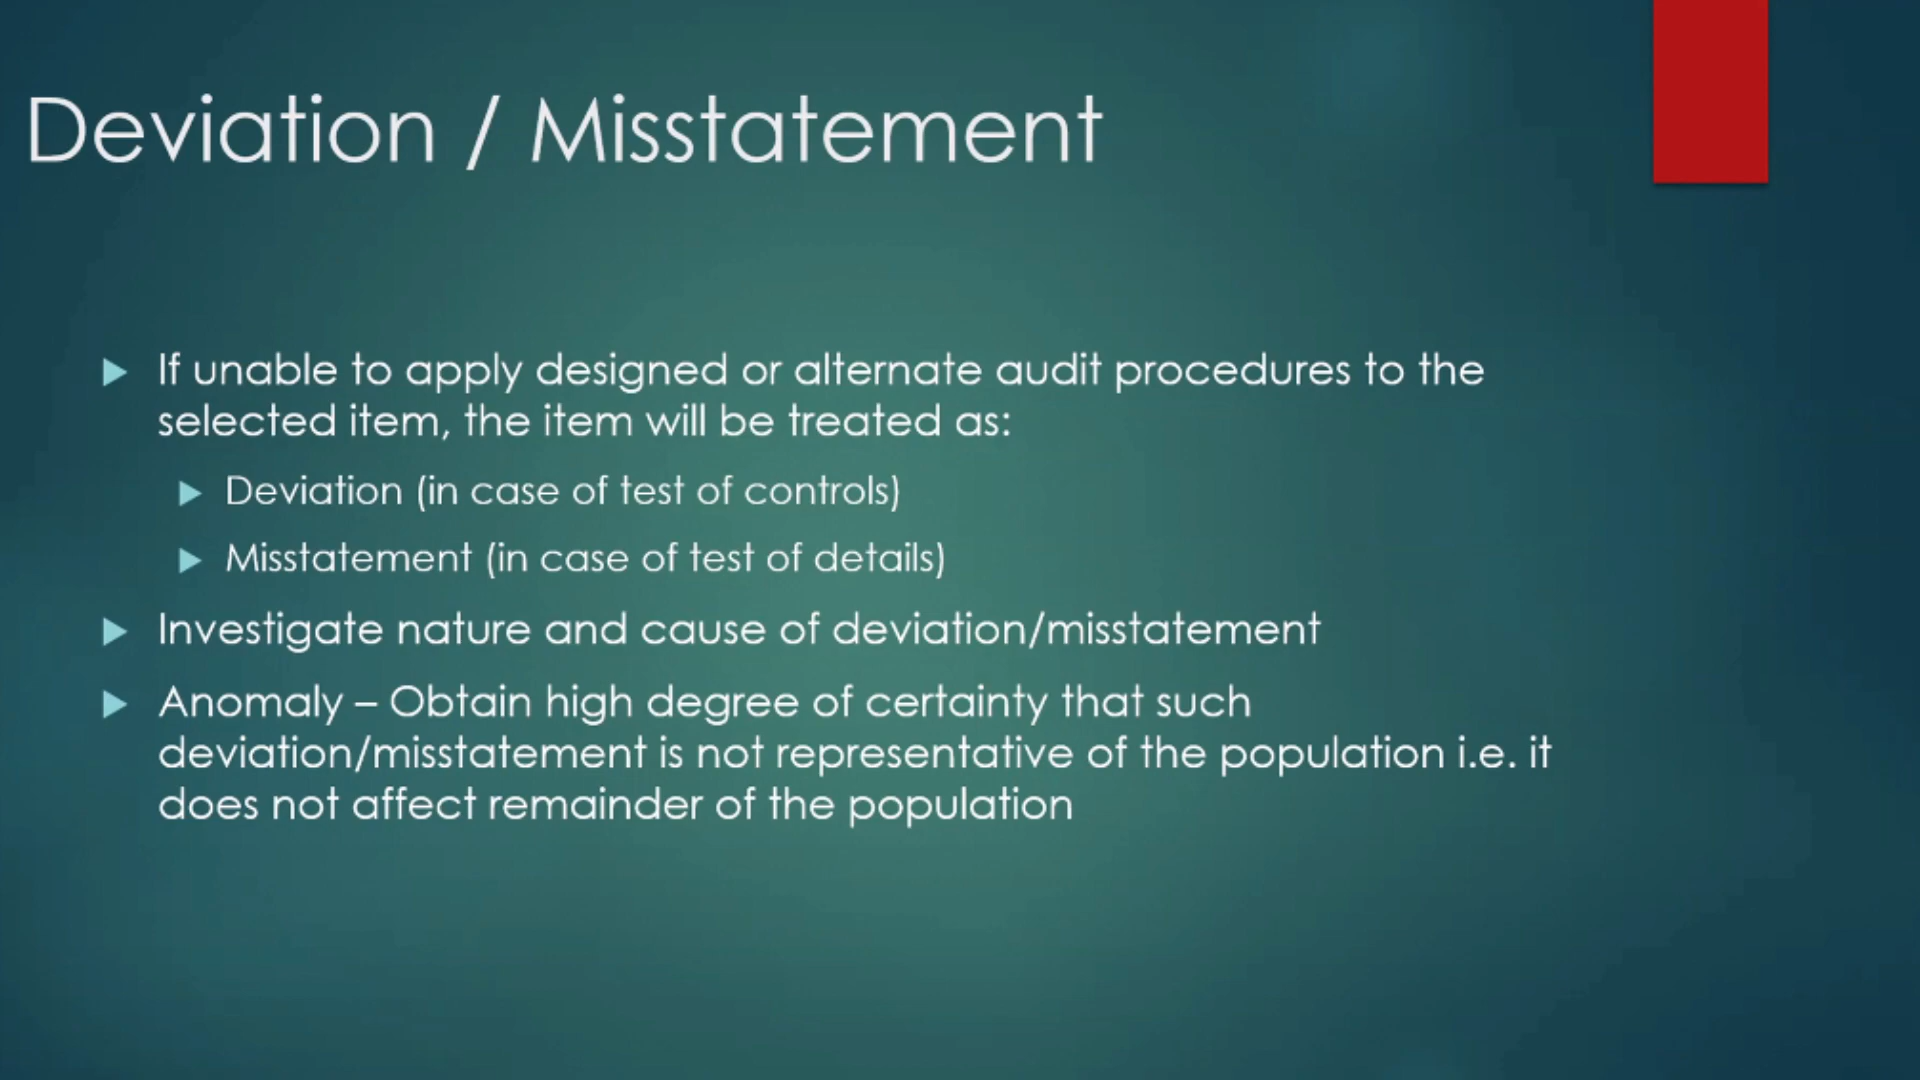 Deviation / Misstatement
If unable to apply designed or alternate audit procedures to the
selected item, the item will be treated as:
Deviation (in case of test of controls)
Misstatement (in case of test of details)
Investigate nature and cause of deviation/misstatement
Anomaly – Obtain high degree of certainty that such
deviation/misstatement is not representative of the population i.e. it
does not affect remainder of the population